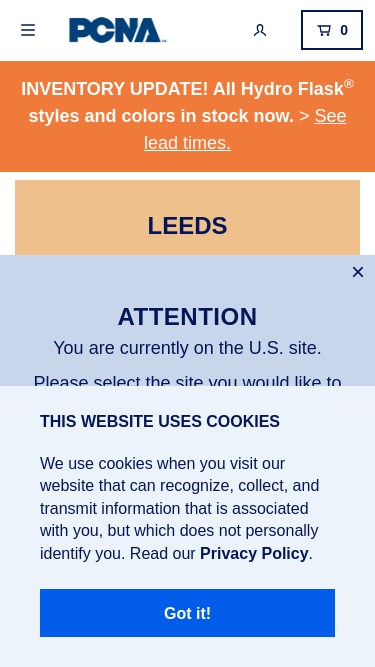 PCNA
0
INVENTORY UPDATE! All Hydro Flask®
styles and colors in stock now. > See
lead times.
LEEDS
×
ATTENTION
You are currently on the U.S. site.
Please select the site you would like to
THIS WEBSITE USES COOKIES
We use cookies when you visit our
website that can recognize, collect, and
transmit information that is associated
with you, but which does not personally
identify you. Read our Privacy Policy.
Got it!